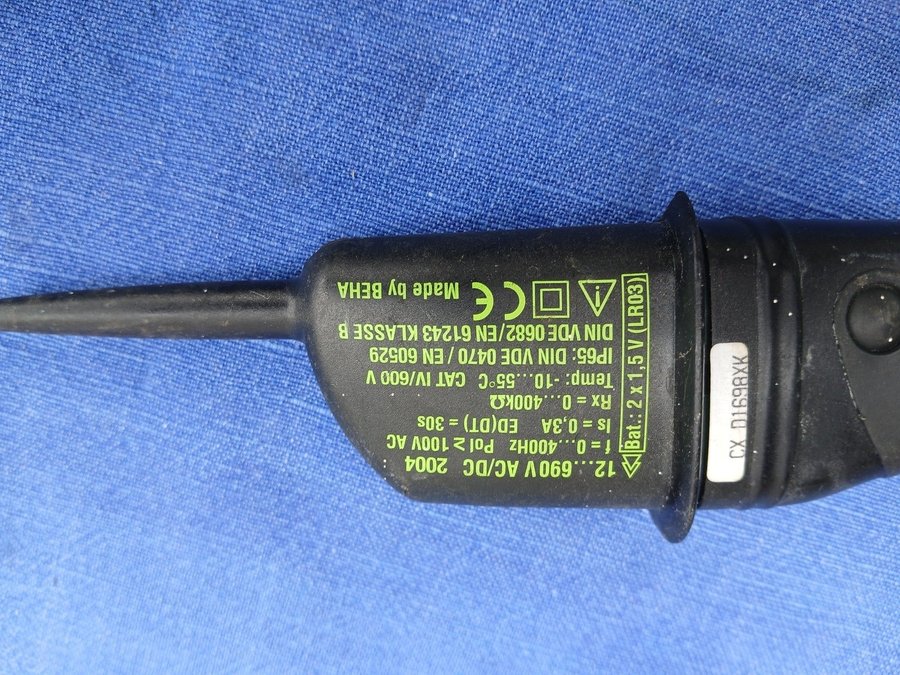 12...690V AC/DC 2004
f = 0...400Hz Pol ≥ 100V AC
Is = 0,3A ED(DT) = 30s
Rx = 0...400kΩ
Temp: -10...55°C CAT IV/600 V
IP65: DIN VDE 0470 / EN 60529
DIN VDE 0682/EN 61243 KLASSE B
CE Made by BEHA
Bat.: 2 x 1,5 V (LR03)
CX D1698XK